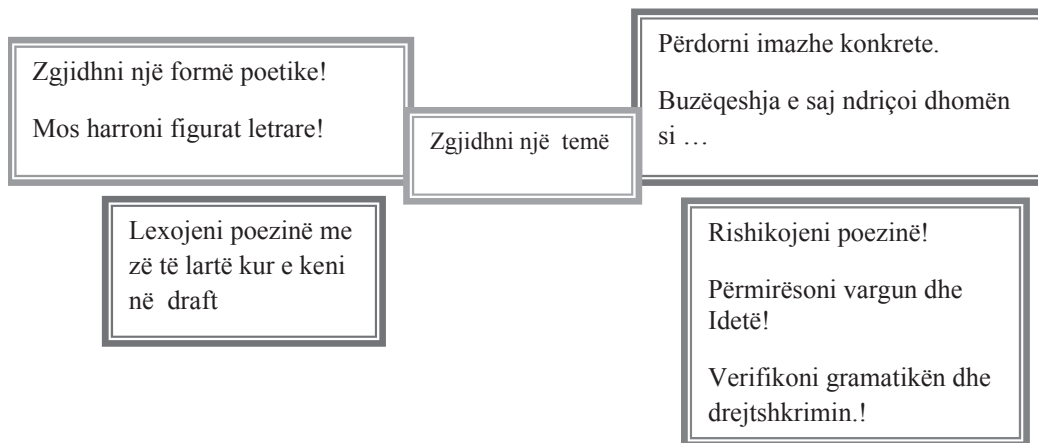 Zgjidhni një formë poetike!
Mos harroni figurat letrare!
Zgjidhni një temë
Përdorni imazhe konkrete.
Buzëqeshja e saj ndriçoi dhomën
si …
Lexojeni poezinë me
zë të lartë kur e keni
në draft
Rishikojeni poezinë!
Përmirësoni vargun dhe
Idetë!
Verifikoni gramatikën dhe
drejtshkrimin.!